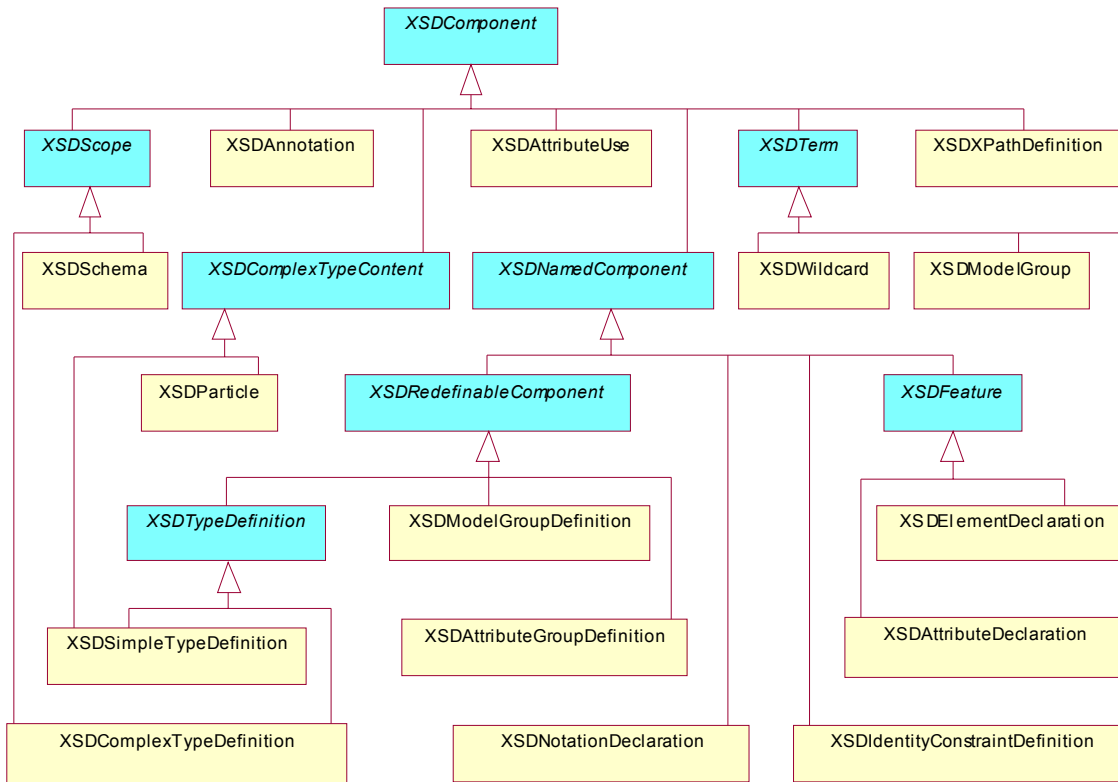 XSDComponent
XSDScope
XSDAnnotation
XSDAttributeUse
XSDTerm
XSDXPathDefinition
XSDSchema
XSDComplexTypeContent
XSDNamedComponent
XSDWildcard
XSDModelGroup
XSDParticle
XSDRedefinableComponent
XSDFeature
XSDTypeDefinition
XSDModelGroupDefinition
XSDElementDeclaration
XSDSimpleTypeDefinition
XSDAttributeGroupDefinition
XSDAttributeDeclaration
XSDComplexTypeDefinition
XSDNotationDeclaration
XSDIdentityConstraintDefinition